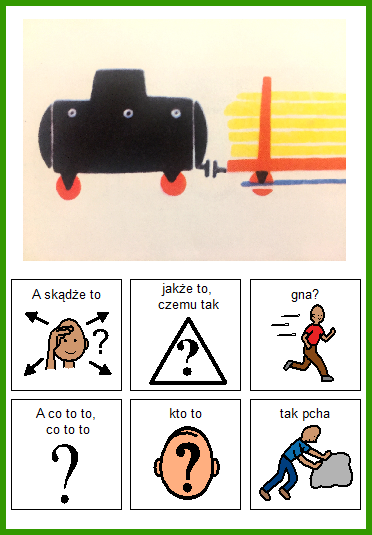 A skądże to
jakże to,
czemu tak
gna?
?
?
A co to to,
co to to
?
kto to
?
tak pcha